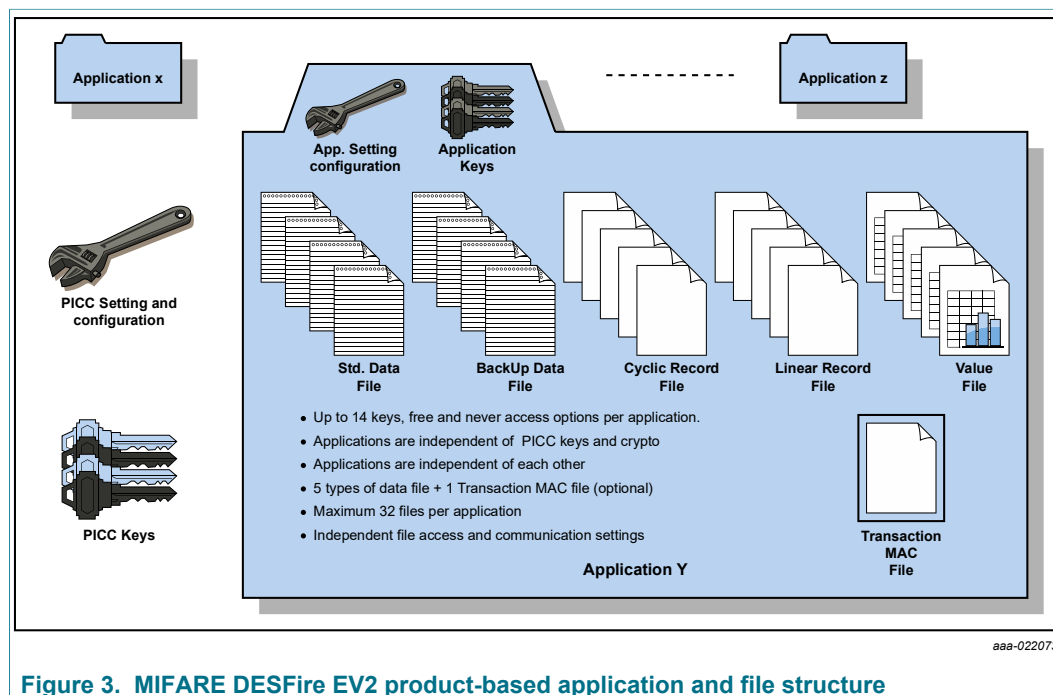 Application x
Application z
App. Setting
configuration
Application
Keys
PICC Setting and
configuration
Std. Data
File
BackUp Data
File
Cyclic Record
File
Linear Record
File
Value
File
• Up to 14 keys, free and never access options per application.
• Applications are independent of PICC keys and crypto
• Applications are independent of each other
• 5 types of data file + 1 Transaction MAC file (optional)
• Maximum 32 files per application
• Independent file access and communication settings
PICC Keys
Transaction
MAC
File
Application Y
aaa-022073
Figure 3. MIFARE DESFire EV2 product-based application and file structure